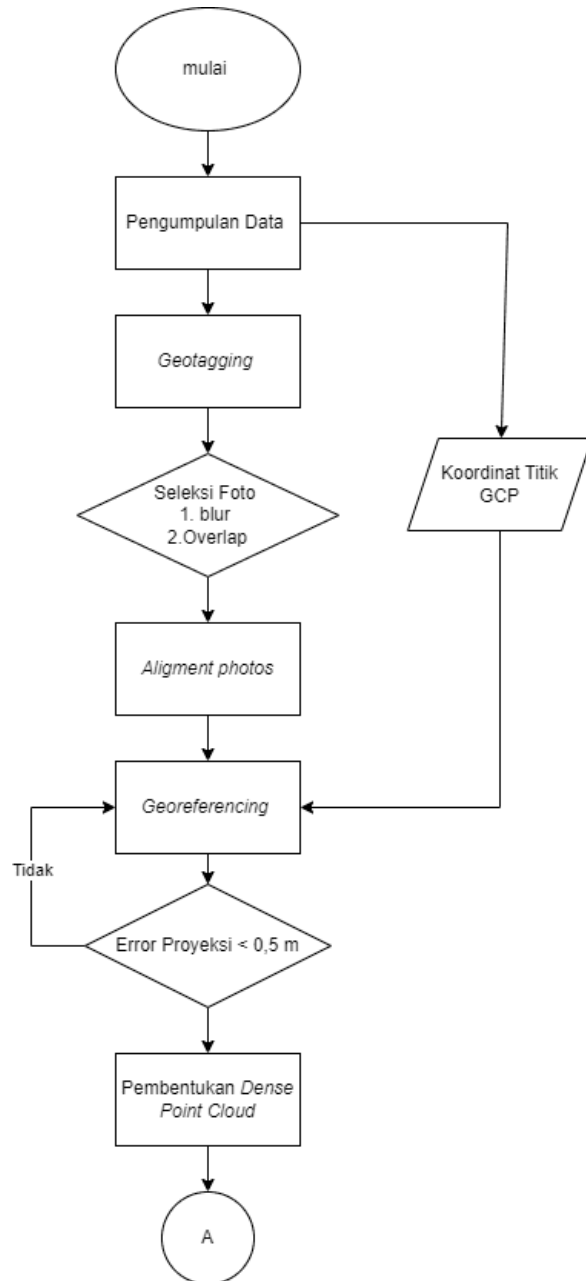 mulai
Pengumpulan Data
Geotagging
Seleksi Foto
1. blur
2.Overlap
Koordinat Titik
GCP
Aligment photos
Georeferencing
Tidak
Error Proyeksi < 0,5 m
Pembentukan Dense
Point Cloud
A